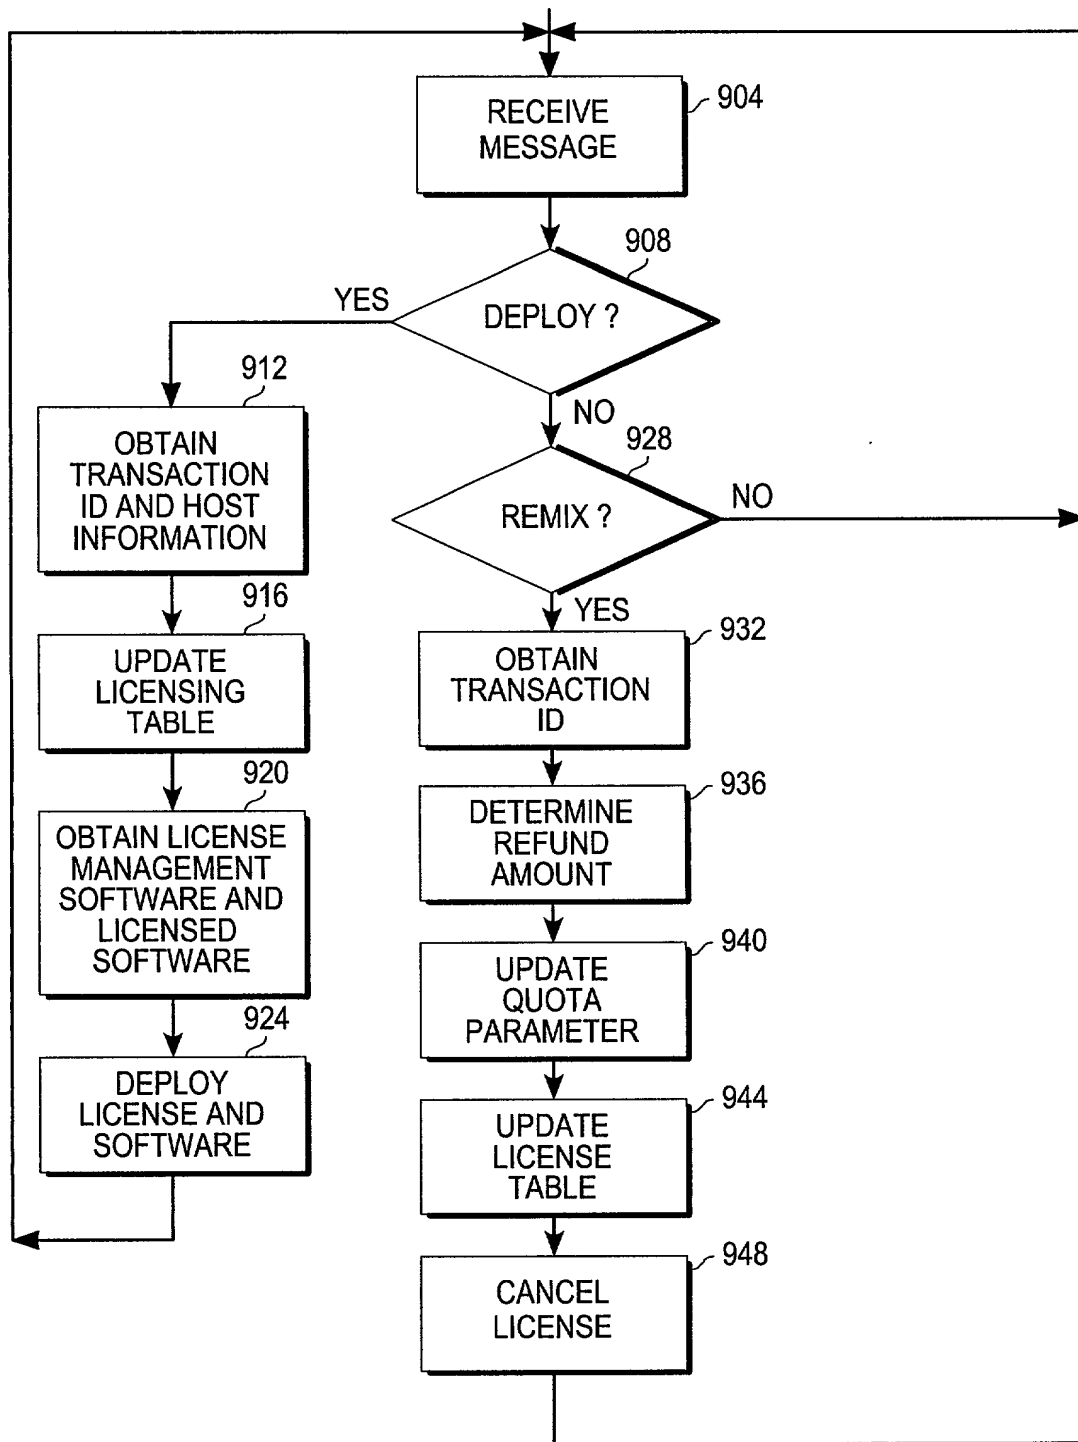 RECEIVE
MESSAGE
904
908
DEPLOY ?
YES
NO
912
OBTAIN
TRANSACTION
ID AND HOST
INFORMATION
916
UPDATE
LICENSING
TABLE
920
OBTAIN LICENSE
MANAGEMENT
SOFTWARE AND
LICENSED
SOFTWARE
924
DEPLOY
LICENSE AND
SOFTWARE
928
REMIX ?
NO
YES
932
OBTAIN
TRANSACTION
ID
936
DETERMINE
REFUND
AMOUNT
940
UPDATE
QUOTA
PARAMETER
944
UPDATE
LICENSE
TABLE
948
CANCEL
LICENSE